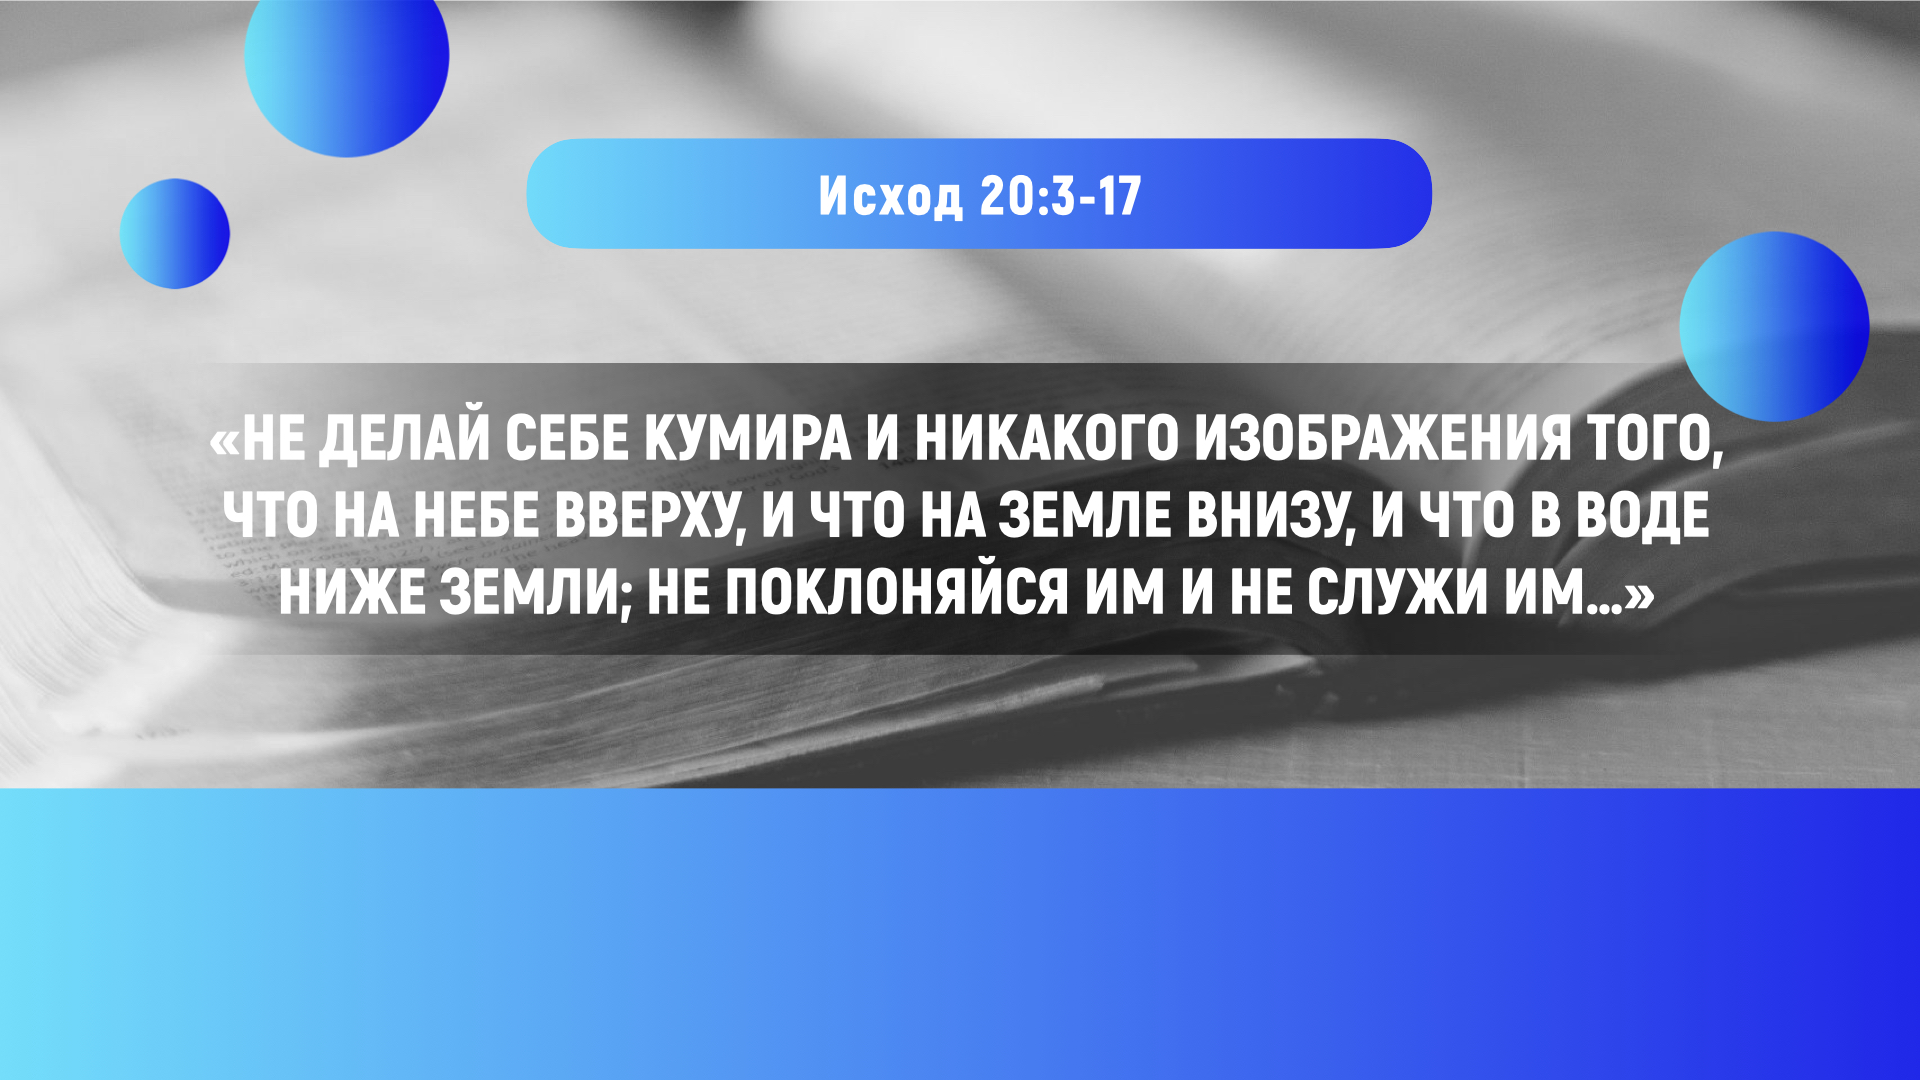 Исход 20:3-17
«НЕ ДЕЛАЙ СЕБЕ КУМИРА И НИКАКОГО ИЗОБРАЖЕНИЯ ТОГО,
ЧТО НА НЕБЕ ВВЕРХУ, И ЧТО НА ЗЕМЛЕ ВНИЗУ, И ЧТО В ВОДЕ
НИЖЕ ЗЕМЛИ; НЕ ПОКЛОНЯЙСЯ ИМ И НЕ СЛУЖИ ИМ...»